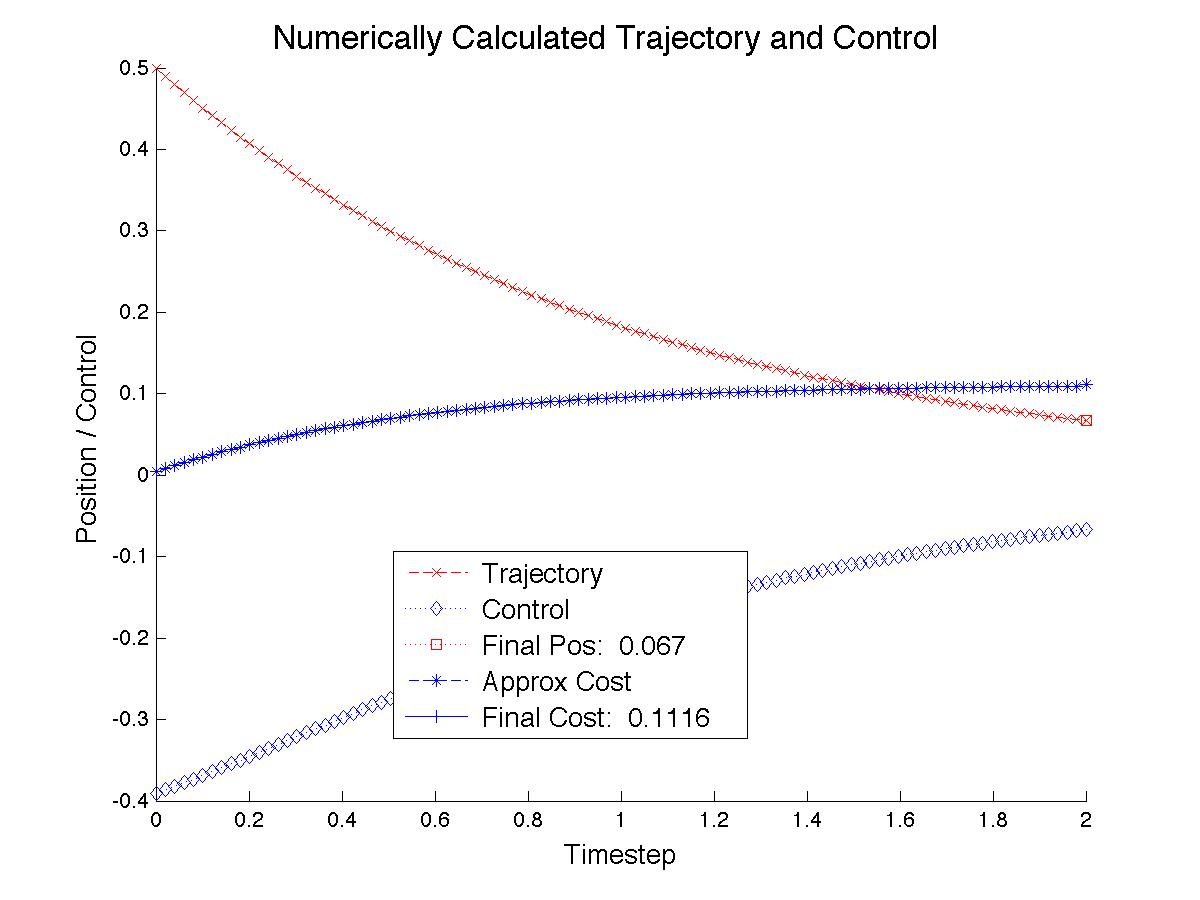 Numerically Calculated Trajectory and Control
0.5
0.4
0.3
0.2
0.1
0
-0.1
-0.2
-0.3
-0.4
Position / Control
Trajectory
Control
Final Pos:  0.067
Approx Cost
Final Cost:  0.1116
0 0.2 0.4 0.6 0.8 1 1.2 1.4 1.6 1.8 2
Timestep